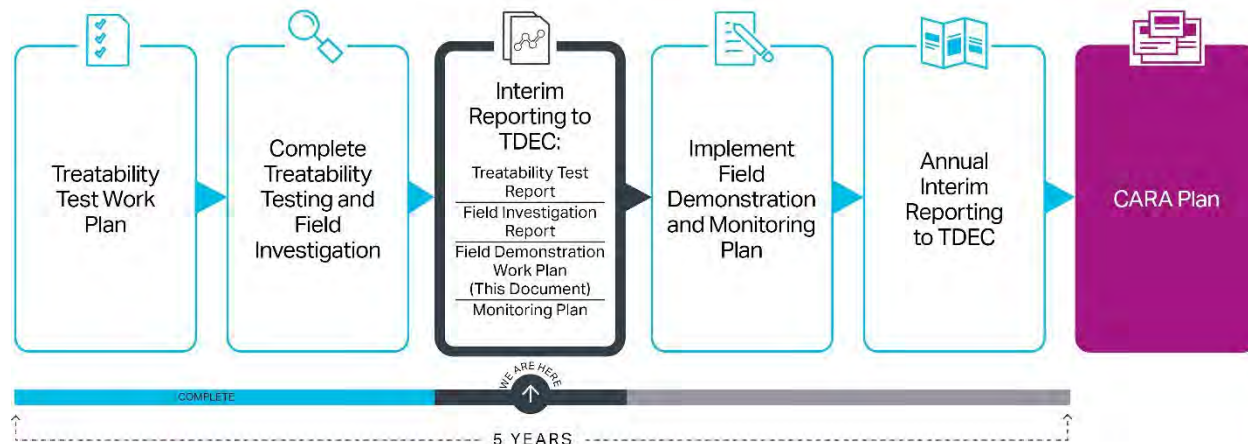 Treatability
Test Work
Plan
Complete
Treatability
Testing and
Field
Investigation
Interim
Reporting to
TDEC:
Treatability Test
Report
Field Investigation
Report
Field Demonstration
Work Plan
(This Document)
Monitoring Plan
Implement
Field
Demonstration
and Monitoring
Plan
Annual
Interim
Reporting
to TDEC
CARA Plan
COMPLETE
WE ARE HERE
5 YEARS